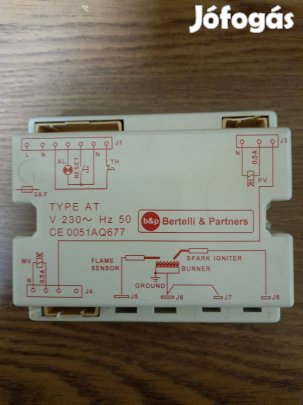 Jófogás
J1
L N N
AL
RESET
TH
J3
N
0.5A
PV
2A F
TYPE AT
V 230~ Hz 50
CE 0051AQ677
b&p Bertelli & Partners
MV
0.5A
N
J4
FLAME
SENSOR
SPARK IGNITER
BURNER
GROUND
J5
J6
J7
J8